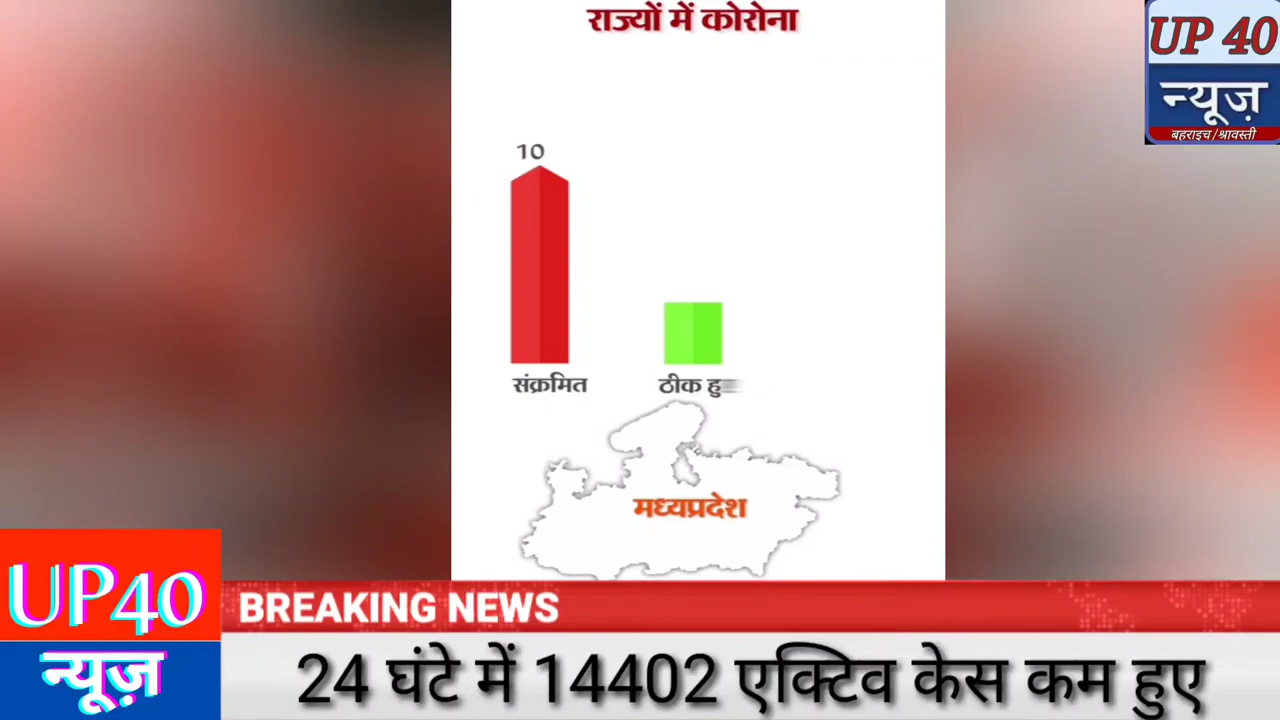 राज्यों में कोरोना
UP 40
न्यूज़
बहराइच/श्रावस्ती
10
संक्रमित
ठीक हु
मध्यप्रदेश
UP40
न्यूज़
BREAKING NEWS
24 घंटे में 14402 एक्टिव केस कम हुए